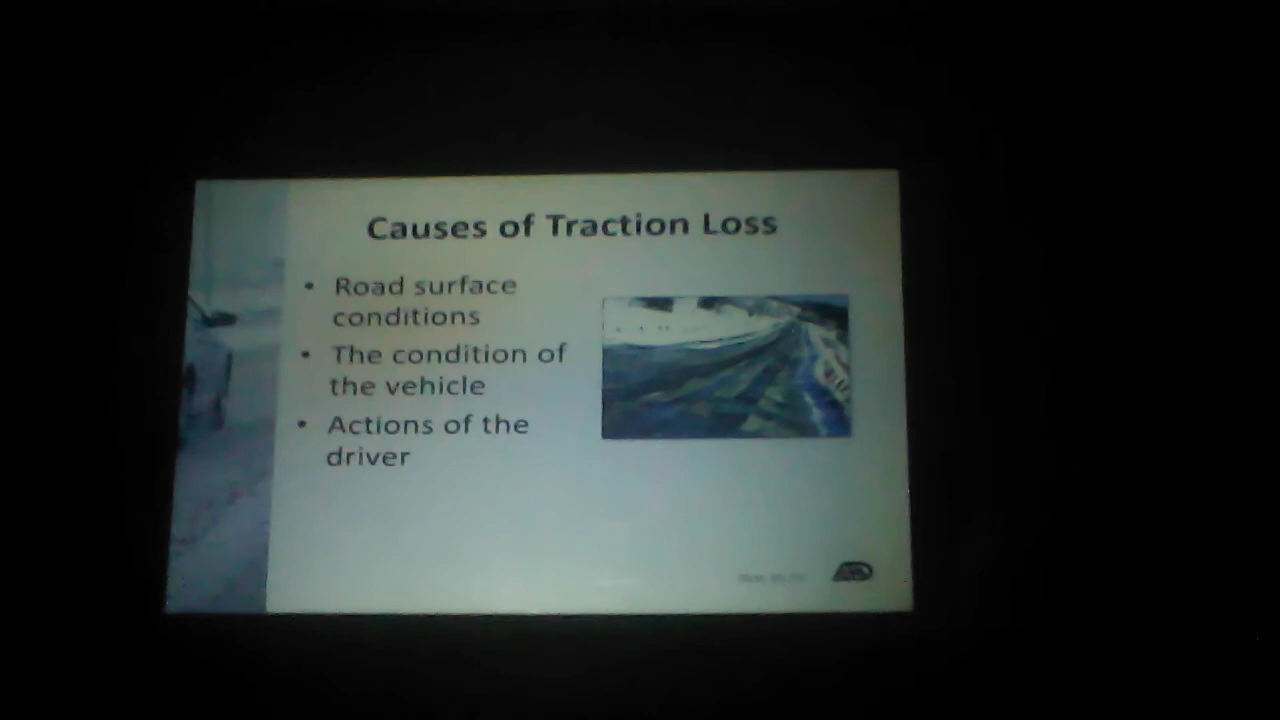 Causes of Traction Loss
• Road surface
conditions
• The condition of
the vehicle
• Actions of the
driver